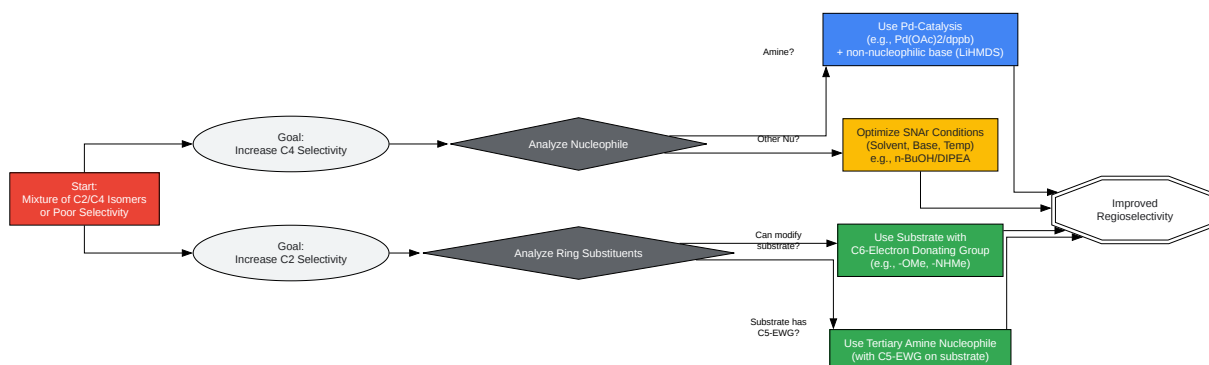 Use Pd-Catalysis
(e.g., Pd(OAc)2/dppb)
+ non-nucleophilic base (LiHMDS)
Amine?
Goal:
Increase C4 Selectivity
Analyze Nucleophile
Other Nu?
Optimize SNAr Conditions
(Solvent, Base, Temp)
e.g., n-BuOH/DIPEA
Start:
Mixture of C2/C4 Isomers
or Poor Selectivity
Improved
Regioselectivity
Goal:
Increase C2 Selectivity
Analyze Ring Substituents
Can modify
substrate?
Use Substrate with
C6-Electron Donating Group
(e.g., -OMe, -NHMe)
Substrate has
C5-EWG?
Use Tertiary Amine Nucleophile
(with C5-EWG on substrate)